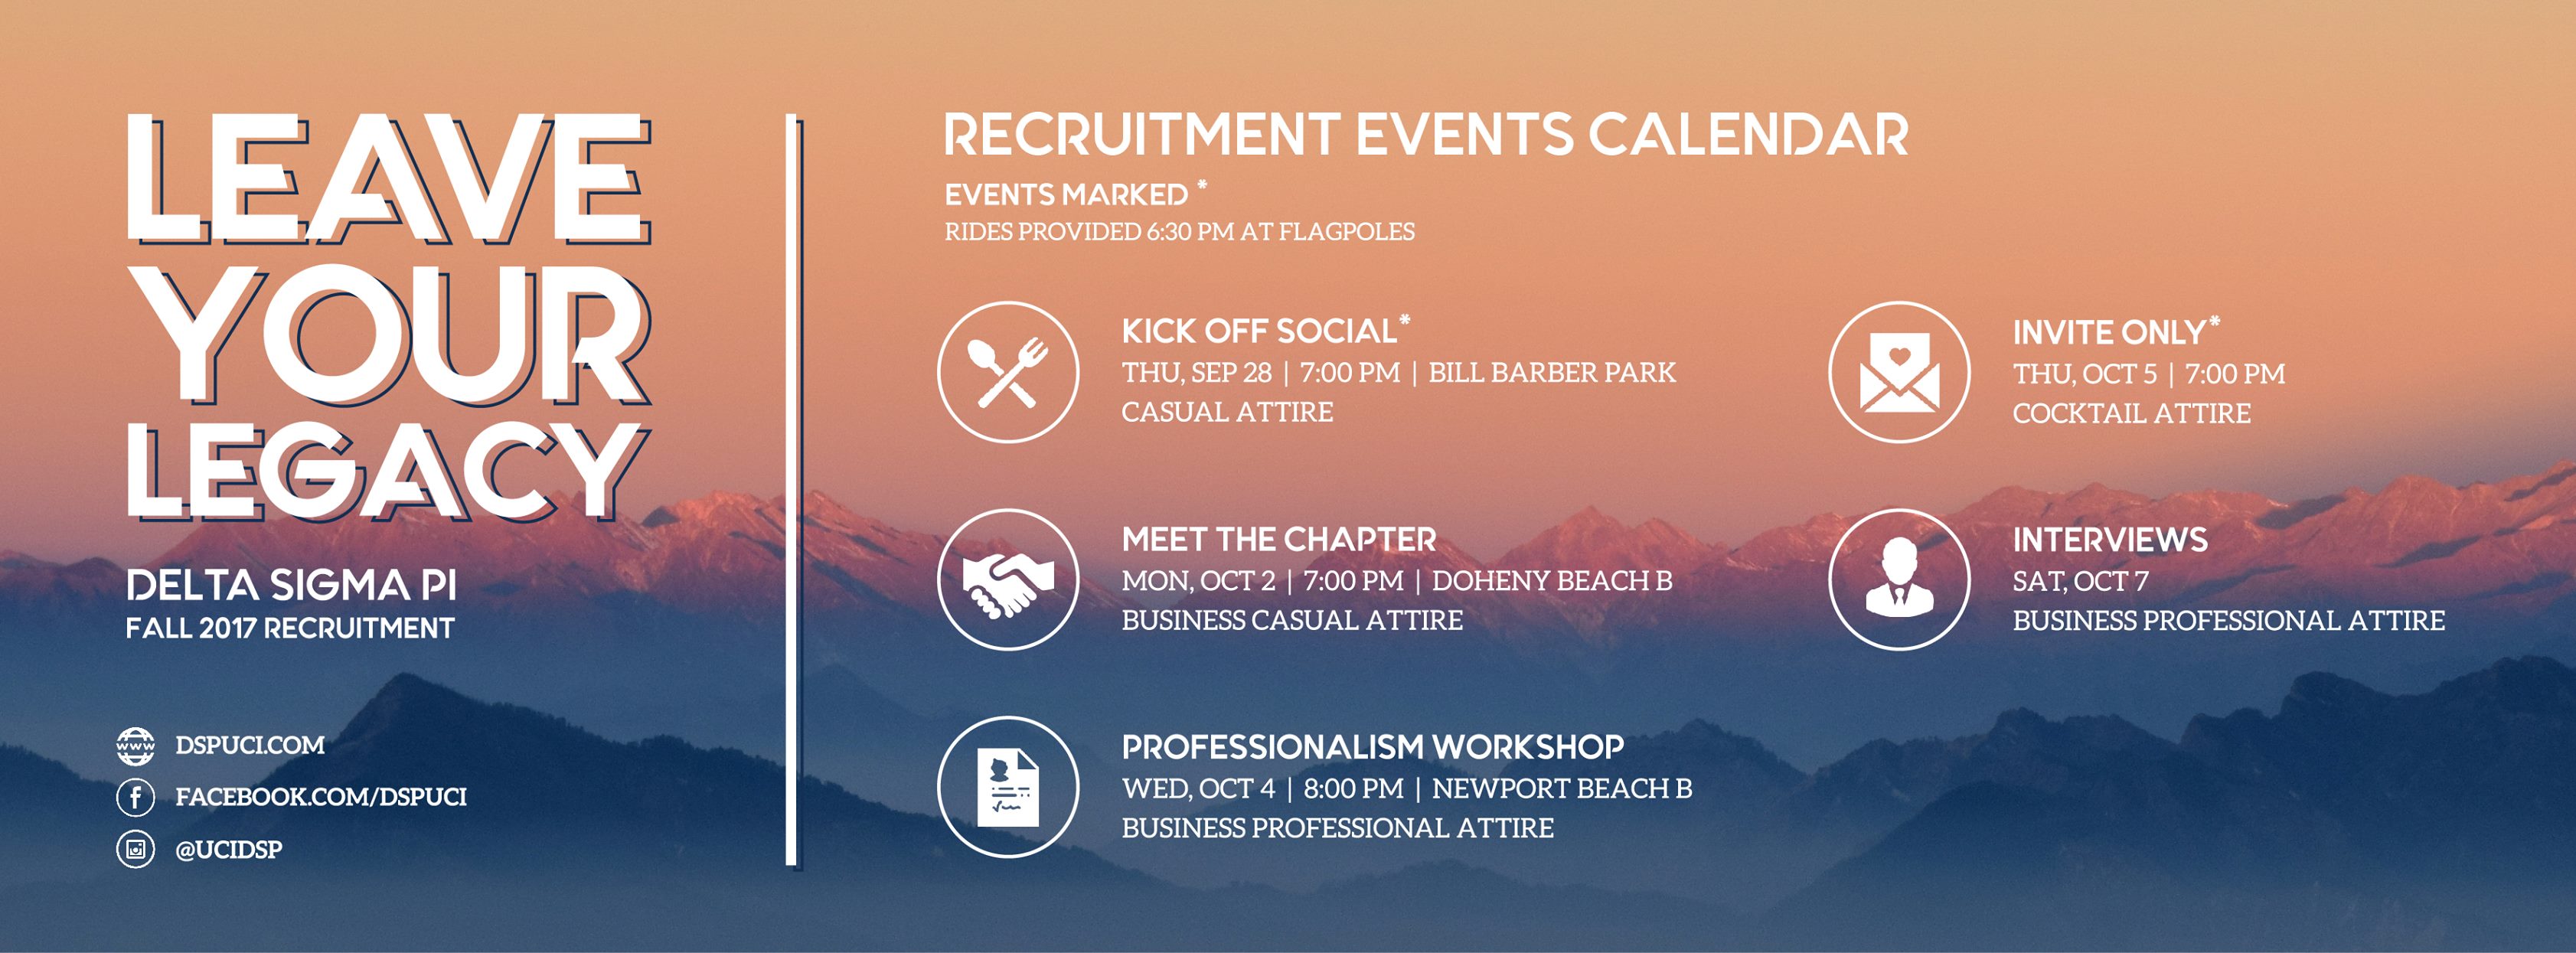 LEAVE
YOUR
LEGACY
DELTA SIGMA PI
FALL 2017 RECRUITMENT
WWW
DSPUCI.COM
FACEBOOK.COM/DSPUCI
@UCIDSP
RECRUITMENT EVENTS CALENDAR
EVENTS MARKED *
RIDES PROVIDED 6:30 PM AT FLAGPOLES
KICK OFF SOCIAL*
THU, SEP 28 | 7:00 PM | BILL BARBER PARK
CASUAL ATTIRE
MEET THE CHAPTER
MON, OCT 2 | 7:00 PM | DOHENY BEACH B
BUSINESS CASUAL ATTIRE
PROFESSIONALISM WORKSHOP
WED, OCT 4 | 8:00 PM | NEWPORT BEACH B
BUSINESS PROFESSIONAL ATTIRE
INVITE ONLY*
THU, OCT 5 | 7:00 PM
COCKTAIL ATTIRE
INTERVIEWS
SAT, OCT 7
BUSINESS PROFESSIONAL ATTIRE